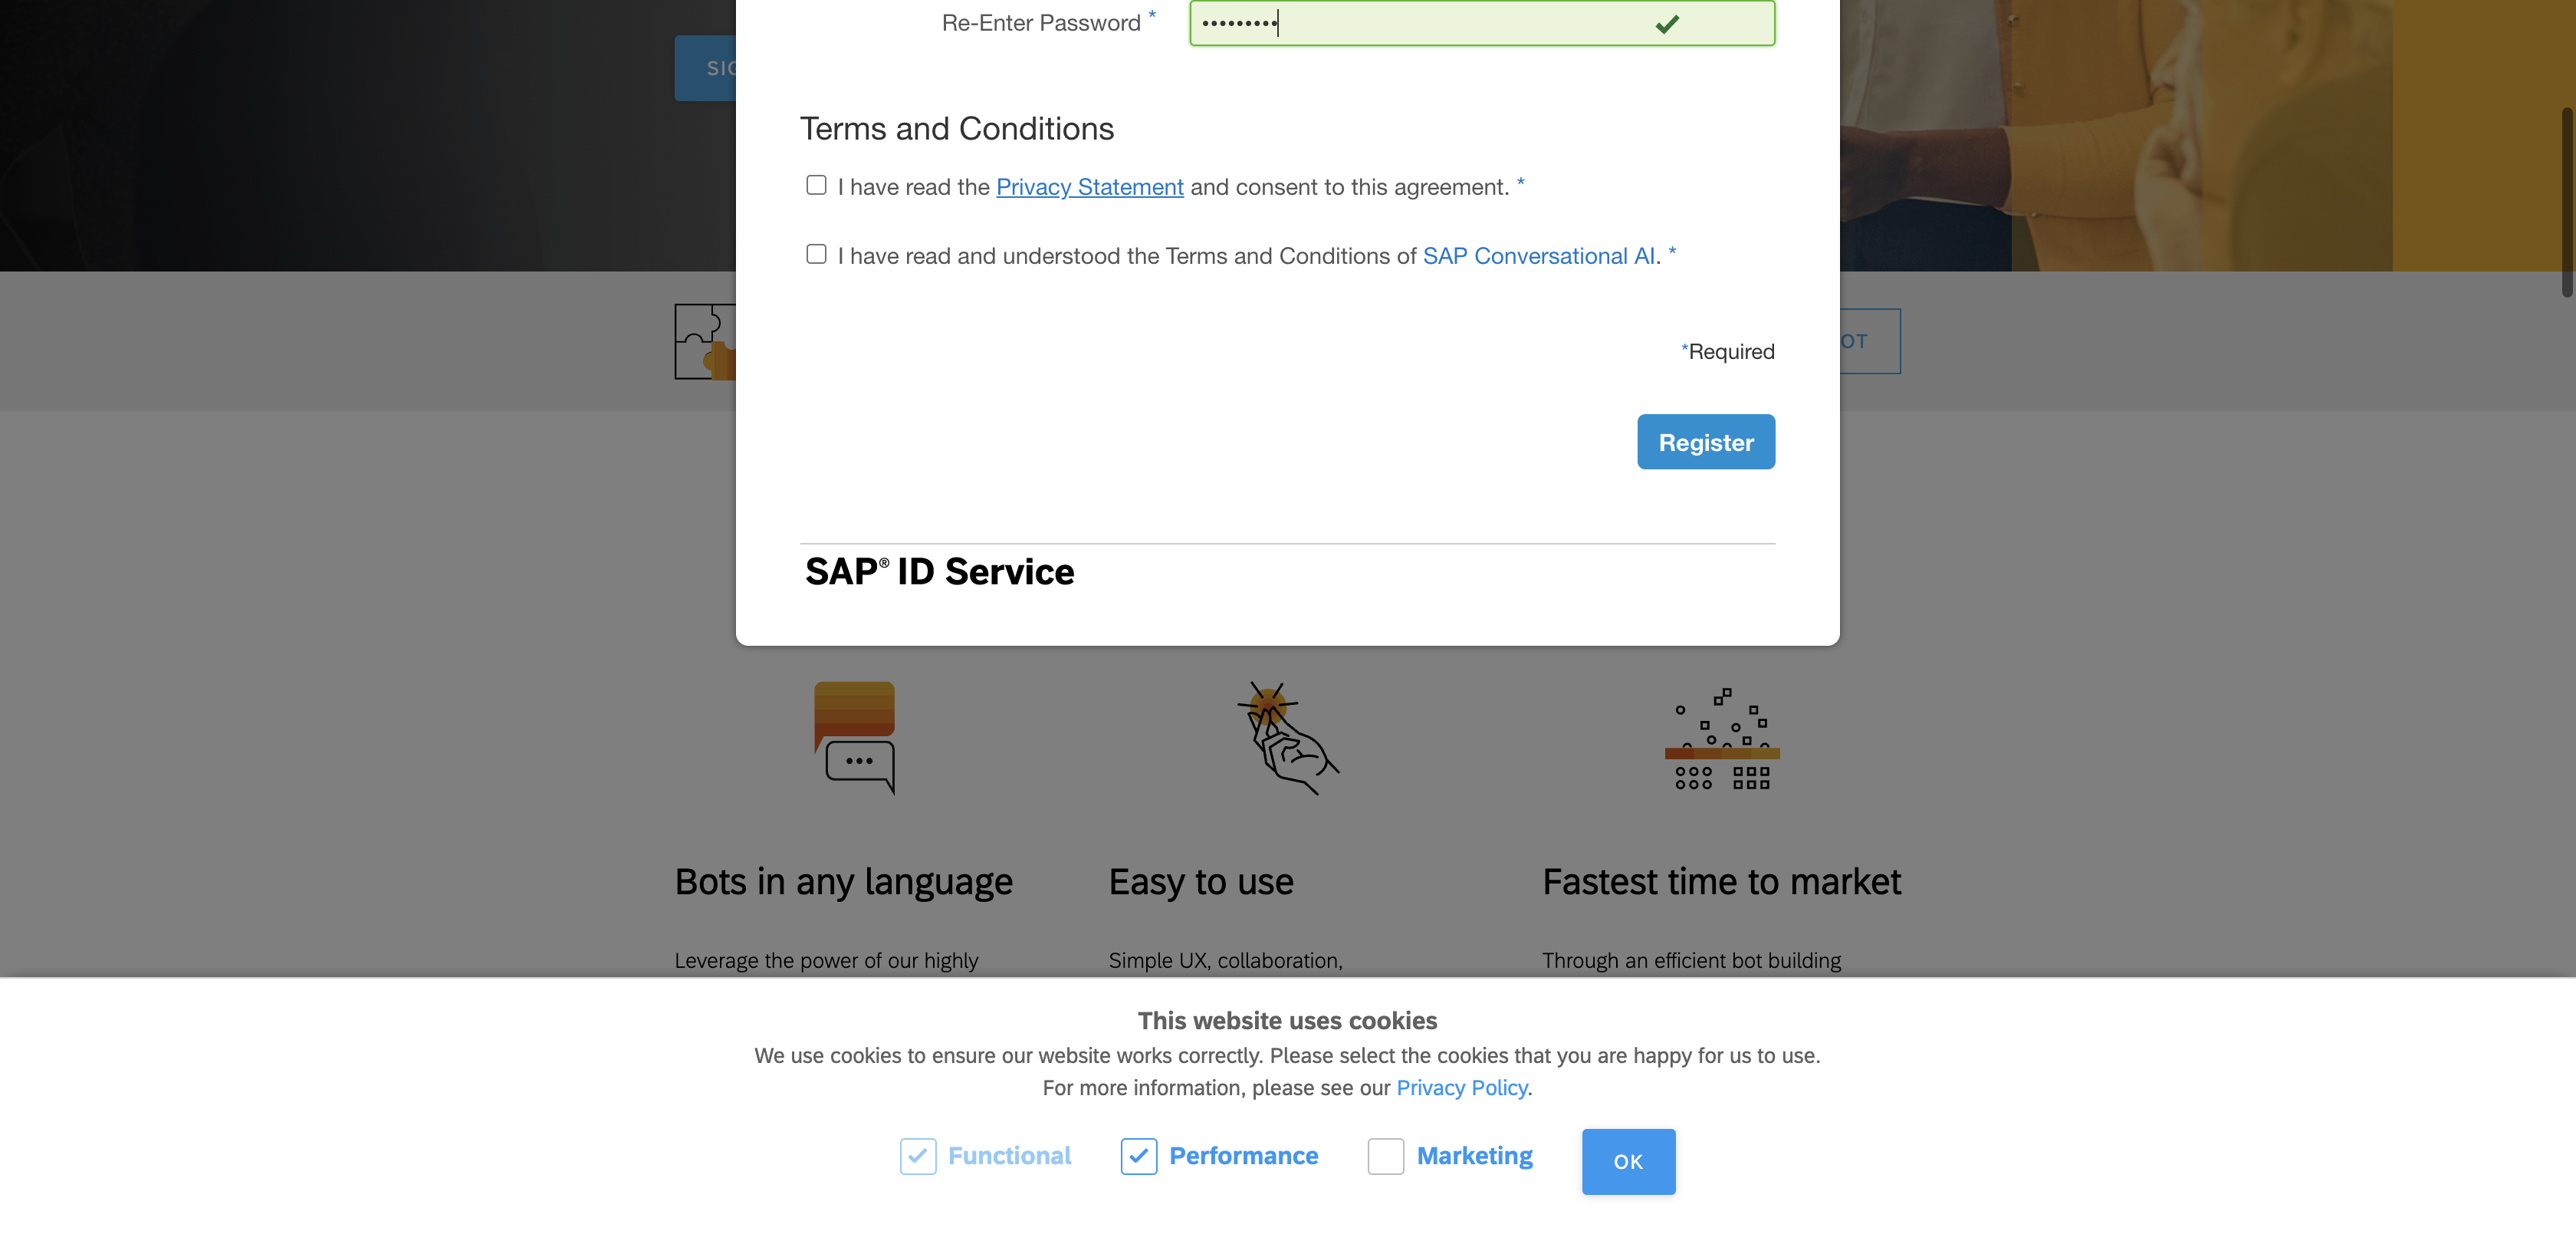 Re-Enter Password *
•••••••••
SIG
Terms and Conditions
I have read the Privacy Statement and consent to this agreement. *
I have read and understood the Terms and Conditions of SAP Conversational AI. *
OT
*Required
Register
SAP® ID Service
Bots in any language
Easy to use
Fastest time to market
Leverage the power of our highly
Simple UX, collaboration,
Through an efficient bot building
This website uses cookies
We use cookies to ensure our website works correctly. Please select the cookies that you are happy for us to use.
For more information, please see our Privacy Policy.
Functional
Performance
Marketing
OK